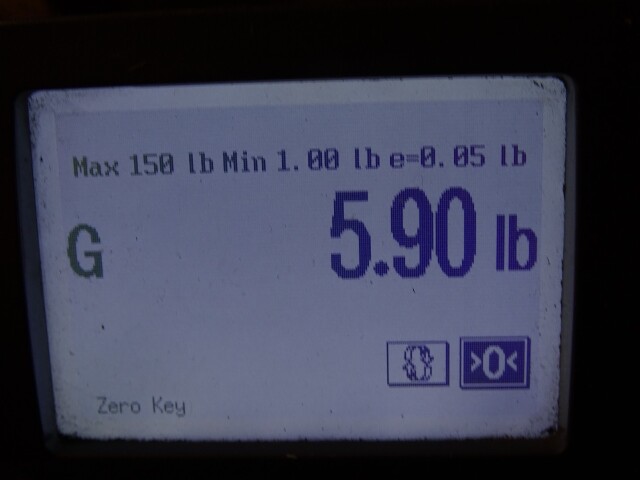 Max 150 lb Min 1.00 lb e=0.05 lb
G 5.90 lb
>0<
Zero Key